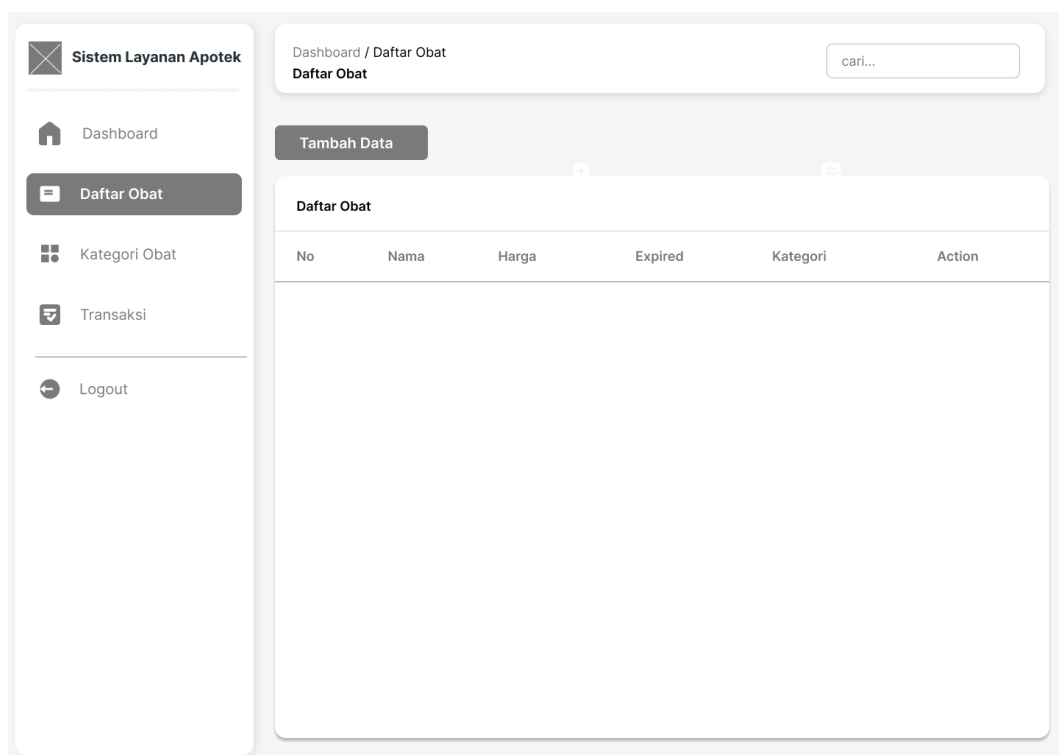 Sistem Layanan Apotek
Dashboard
Daftar Obat
Kategori Obat
Transaksi
Logout
Dashboard / Daftar Obat
Daftar Obat
cari...
Tambah Data
Daftar Obat
No Nama Harga Expired Kategori Action